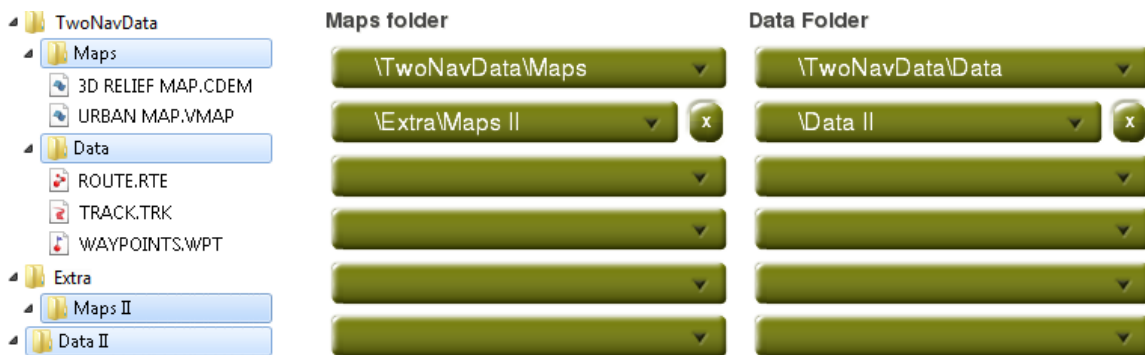 TwoNavData
Maps
3D RELIEF MAP.CDEM
URBAN MAP.VMAP
Data
ROUTE.RTE
TRACK.TRK
WAYPOINTS.WPT
Extra
Maps II
Data II
Maps folder
\TwoNavData\Maps
\Extra\Maps II
x
Data Folder
\TwoNavData\Data
\Data II
x